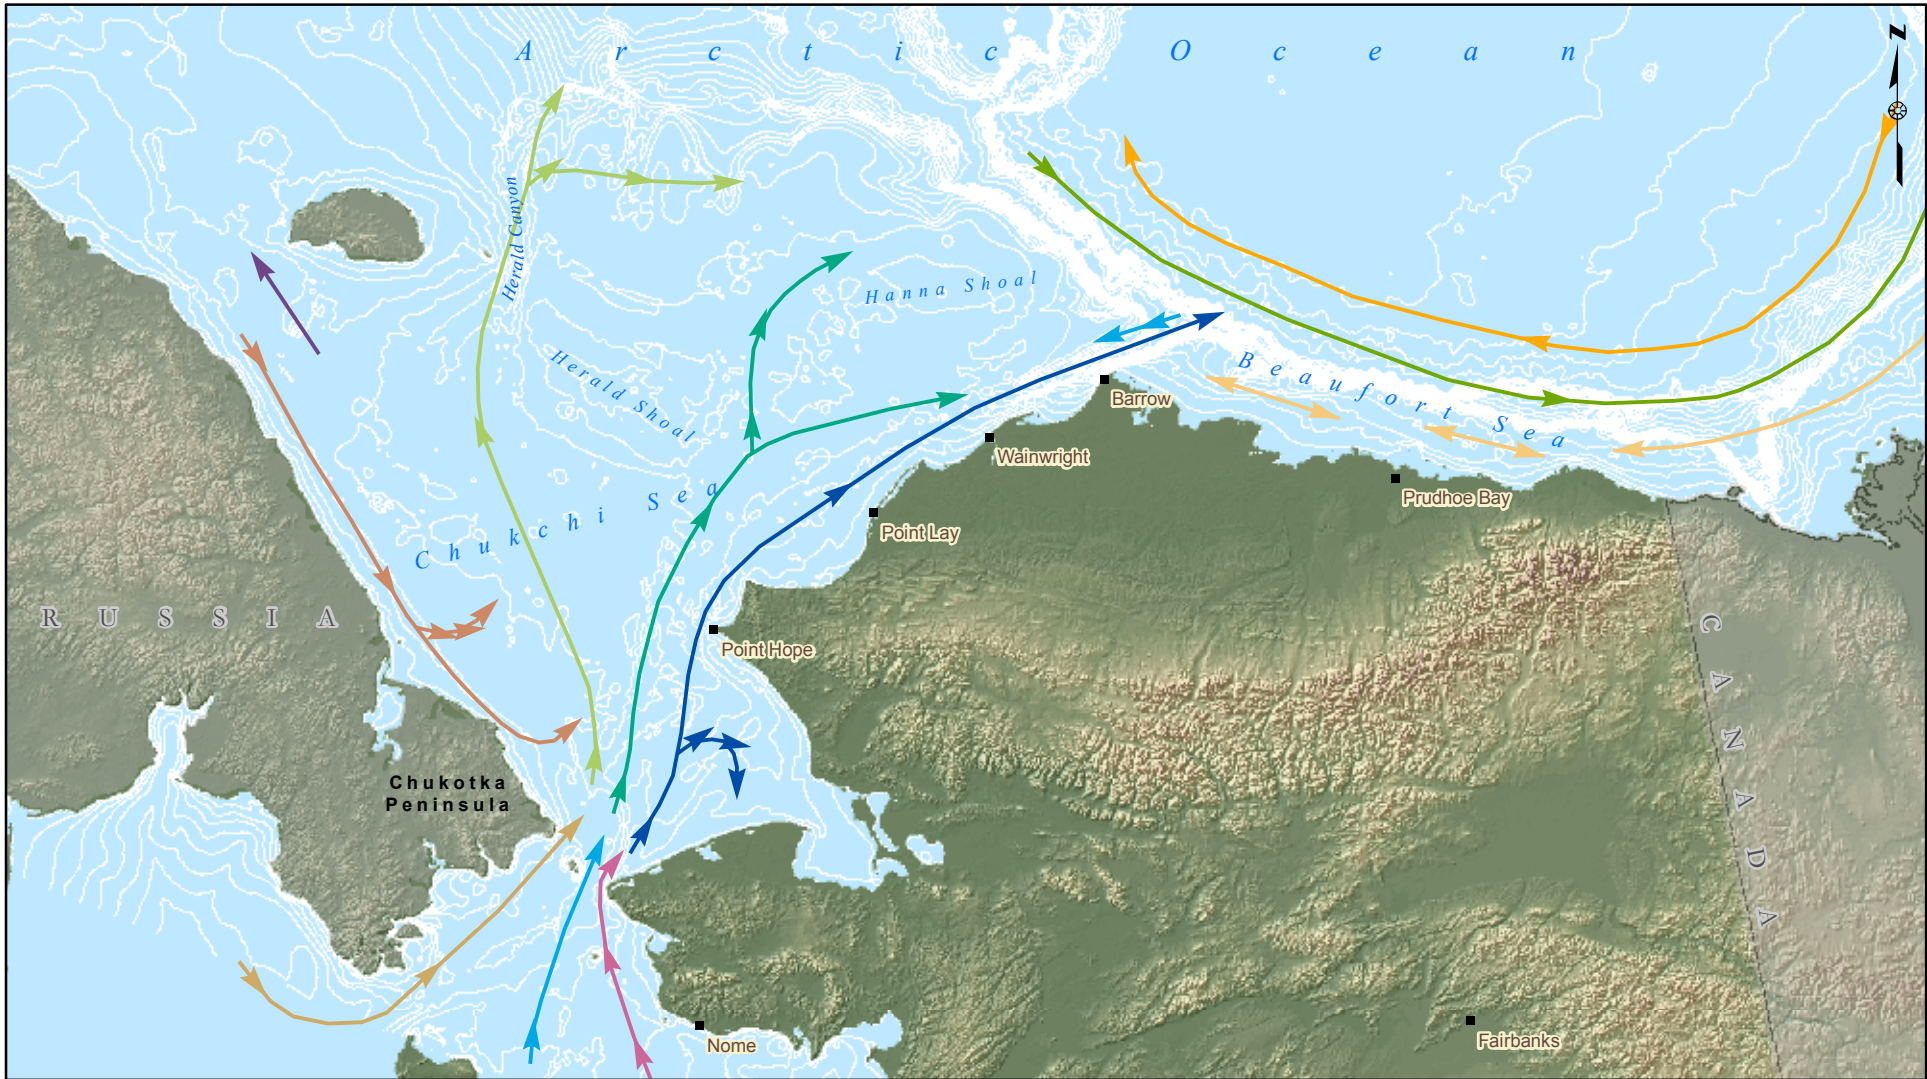 Arctic Ocean
N
Herald Canyon
Hanna Shoal
Herald Shoal
Beaufort Sea
Barrow
Wainwright
Chukchi Sea
Prudhoe Bay
Point Lay
RUSSIA
CANADA
Point Hope
Chukotka
Peninsula
Nome
Fairbanks